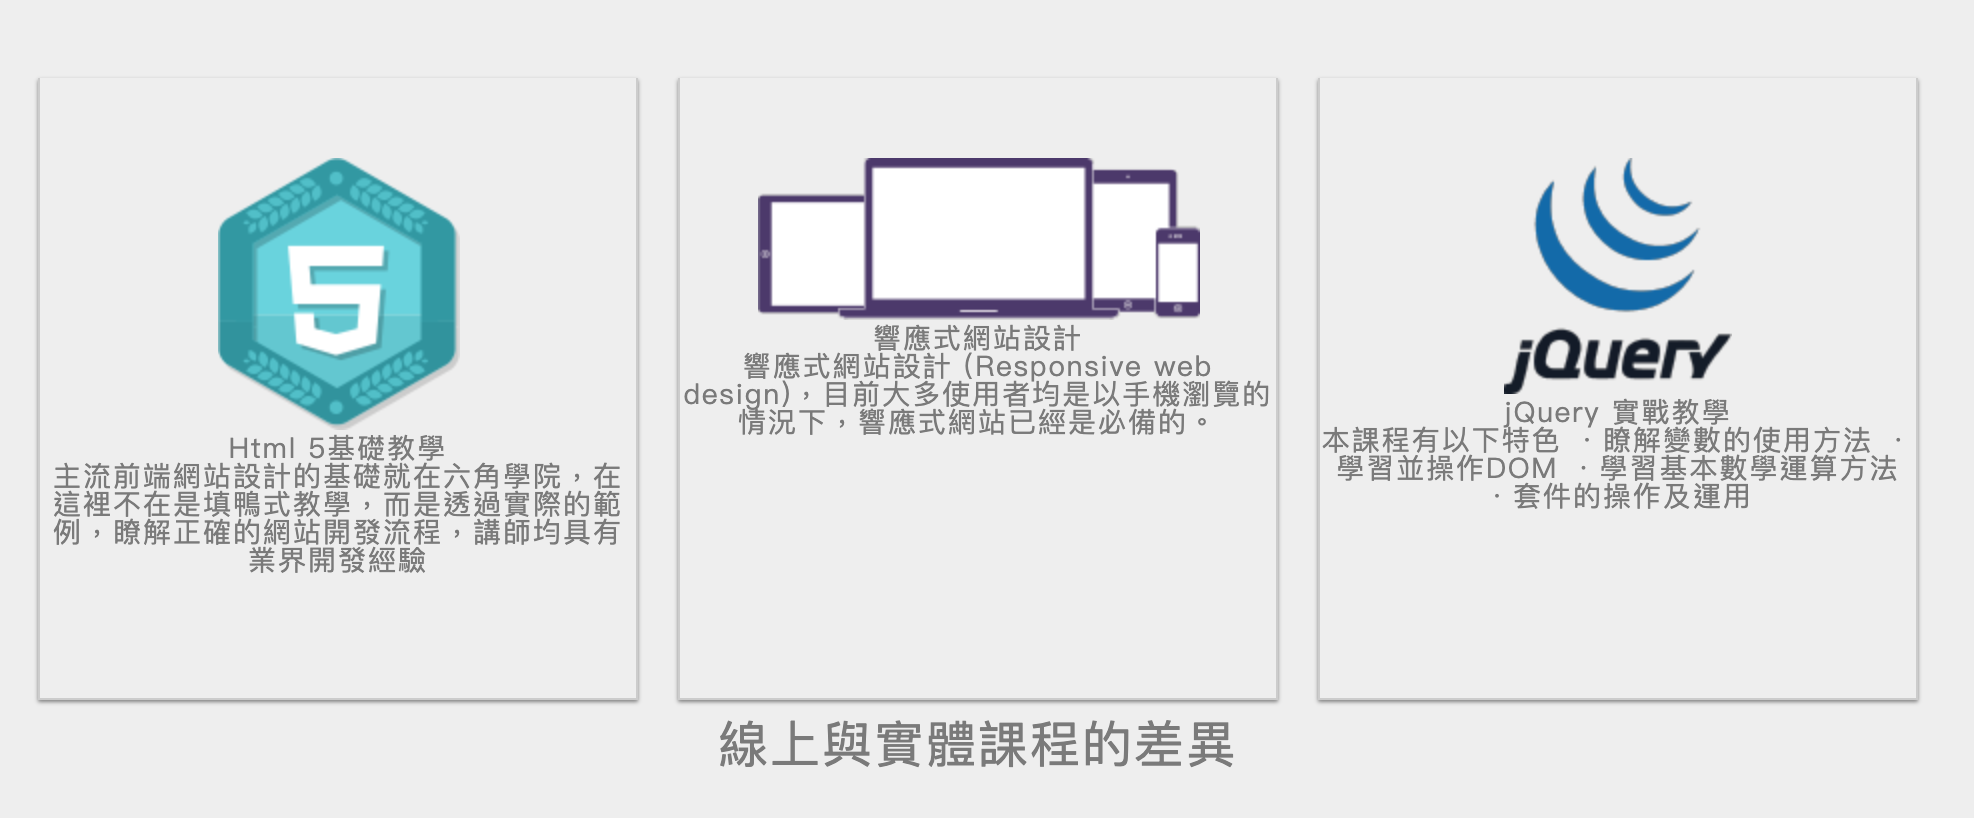 5
Html 5基礎教學
主流前端網站設計的基礎就在六角學院，在
這裡不在是填鴨式教學，而是透過實際的範
例，瞭解正確的網站開發流程，講師均具有
業界開發經驗
響應式網站設計
響應式網站設計 (Responsive web
design)，目前大多使用者均是以手機瀏覽的
情況下，響應式網站已經是必備的。
jQuery
jQuery 實戰教學
本課程有以下特色 ‧瞭解變數的使用方法 ‧
學習並操作DOM ‧學習基本數學運算方法
‧套件的操作及運用
線上與實體課程的差異